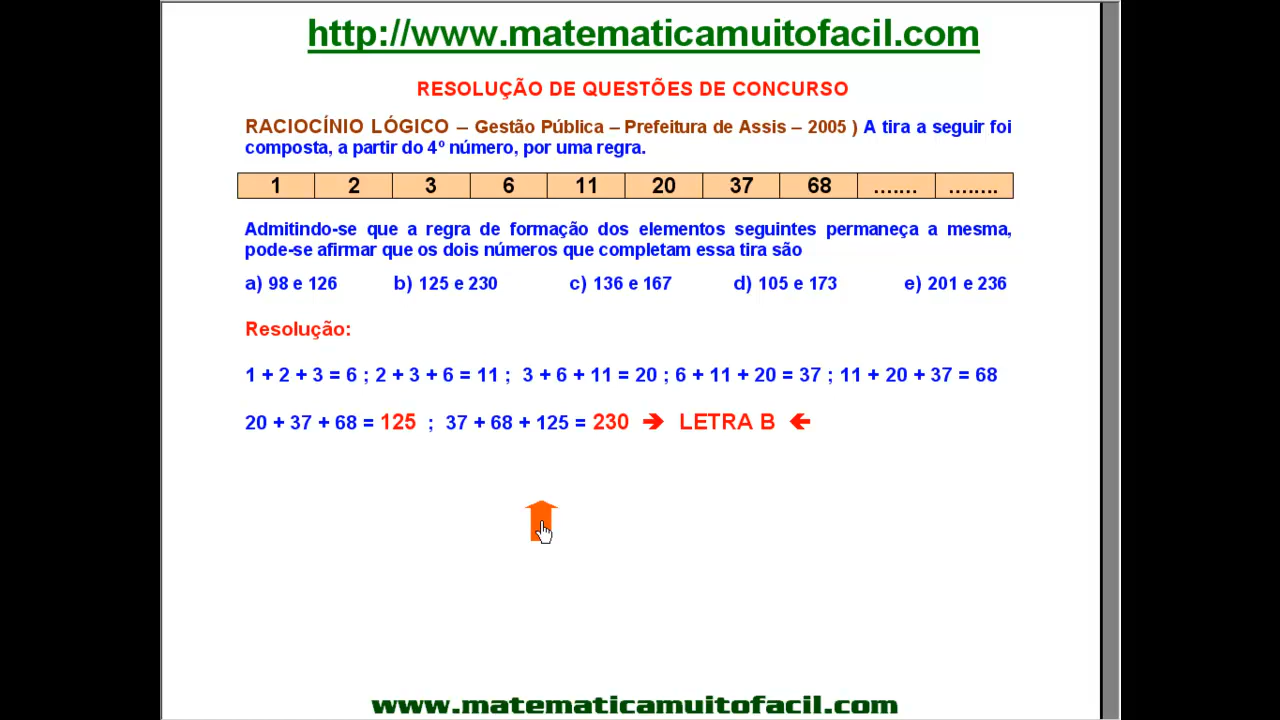 http://www.matematicamuitofacil.com
RESOLUÇÃO DE QUESTÕES DE CONCURSO
RACIOCÍNIO LÓGICO – Gestão Pública – Prefeitura de Assis – 2005 ) A tira a seguir foi
composta, a partir do 4º número, por uma regra.
1 2 3 6 11 20 37 68 ....... ........
Admitindo-se que a regra de formação dos elementos seguintes permaneça a mesma,
pode-se afirmar que os dois números que completam essa tira são
a) 98 e 126 b) 125 e 230 c) 136 e 167 d) 105 e 173 e) 201 e 236
Resolução:
1 + 2 + 3 = 6 ; 2 + 3 + 6 = 11 ; 3 + 6 + 11 = 20 ; 6 + 11 + 20 = 37 ; 11 + 20 + 37 = 68
20 + 37 + 68 = 125 ; 37 + 68 + 125 = 230 ➔ LETRA B 🡸
www.matematicamuitofacil.com